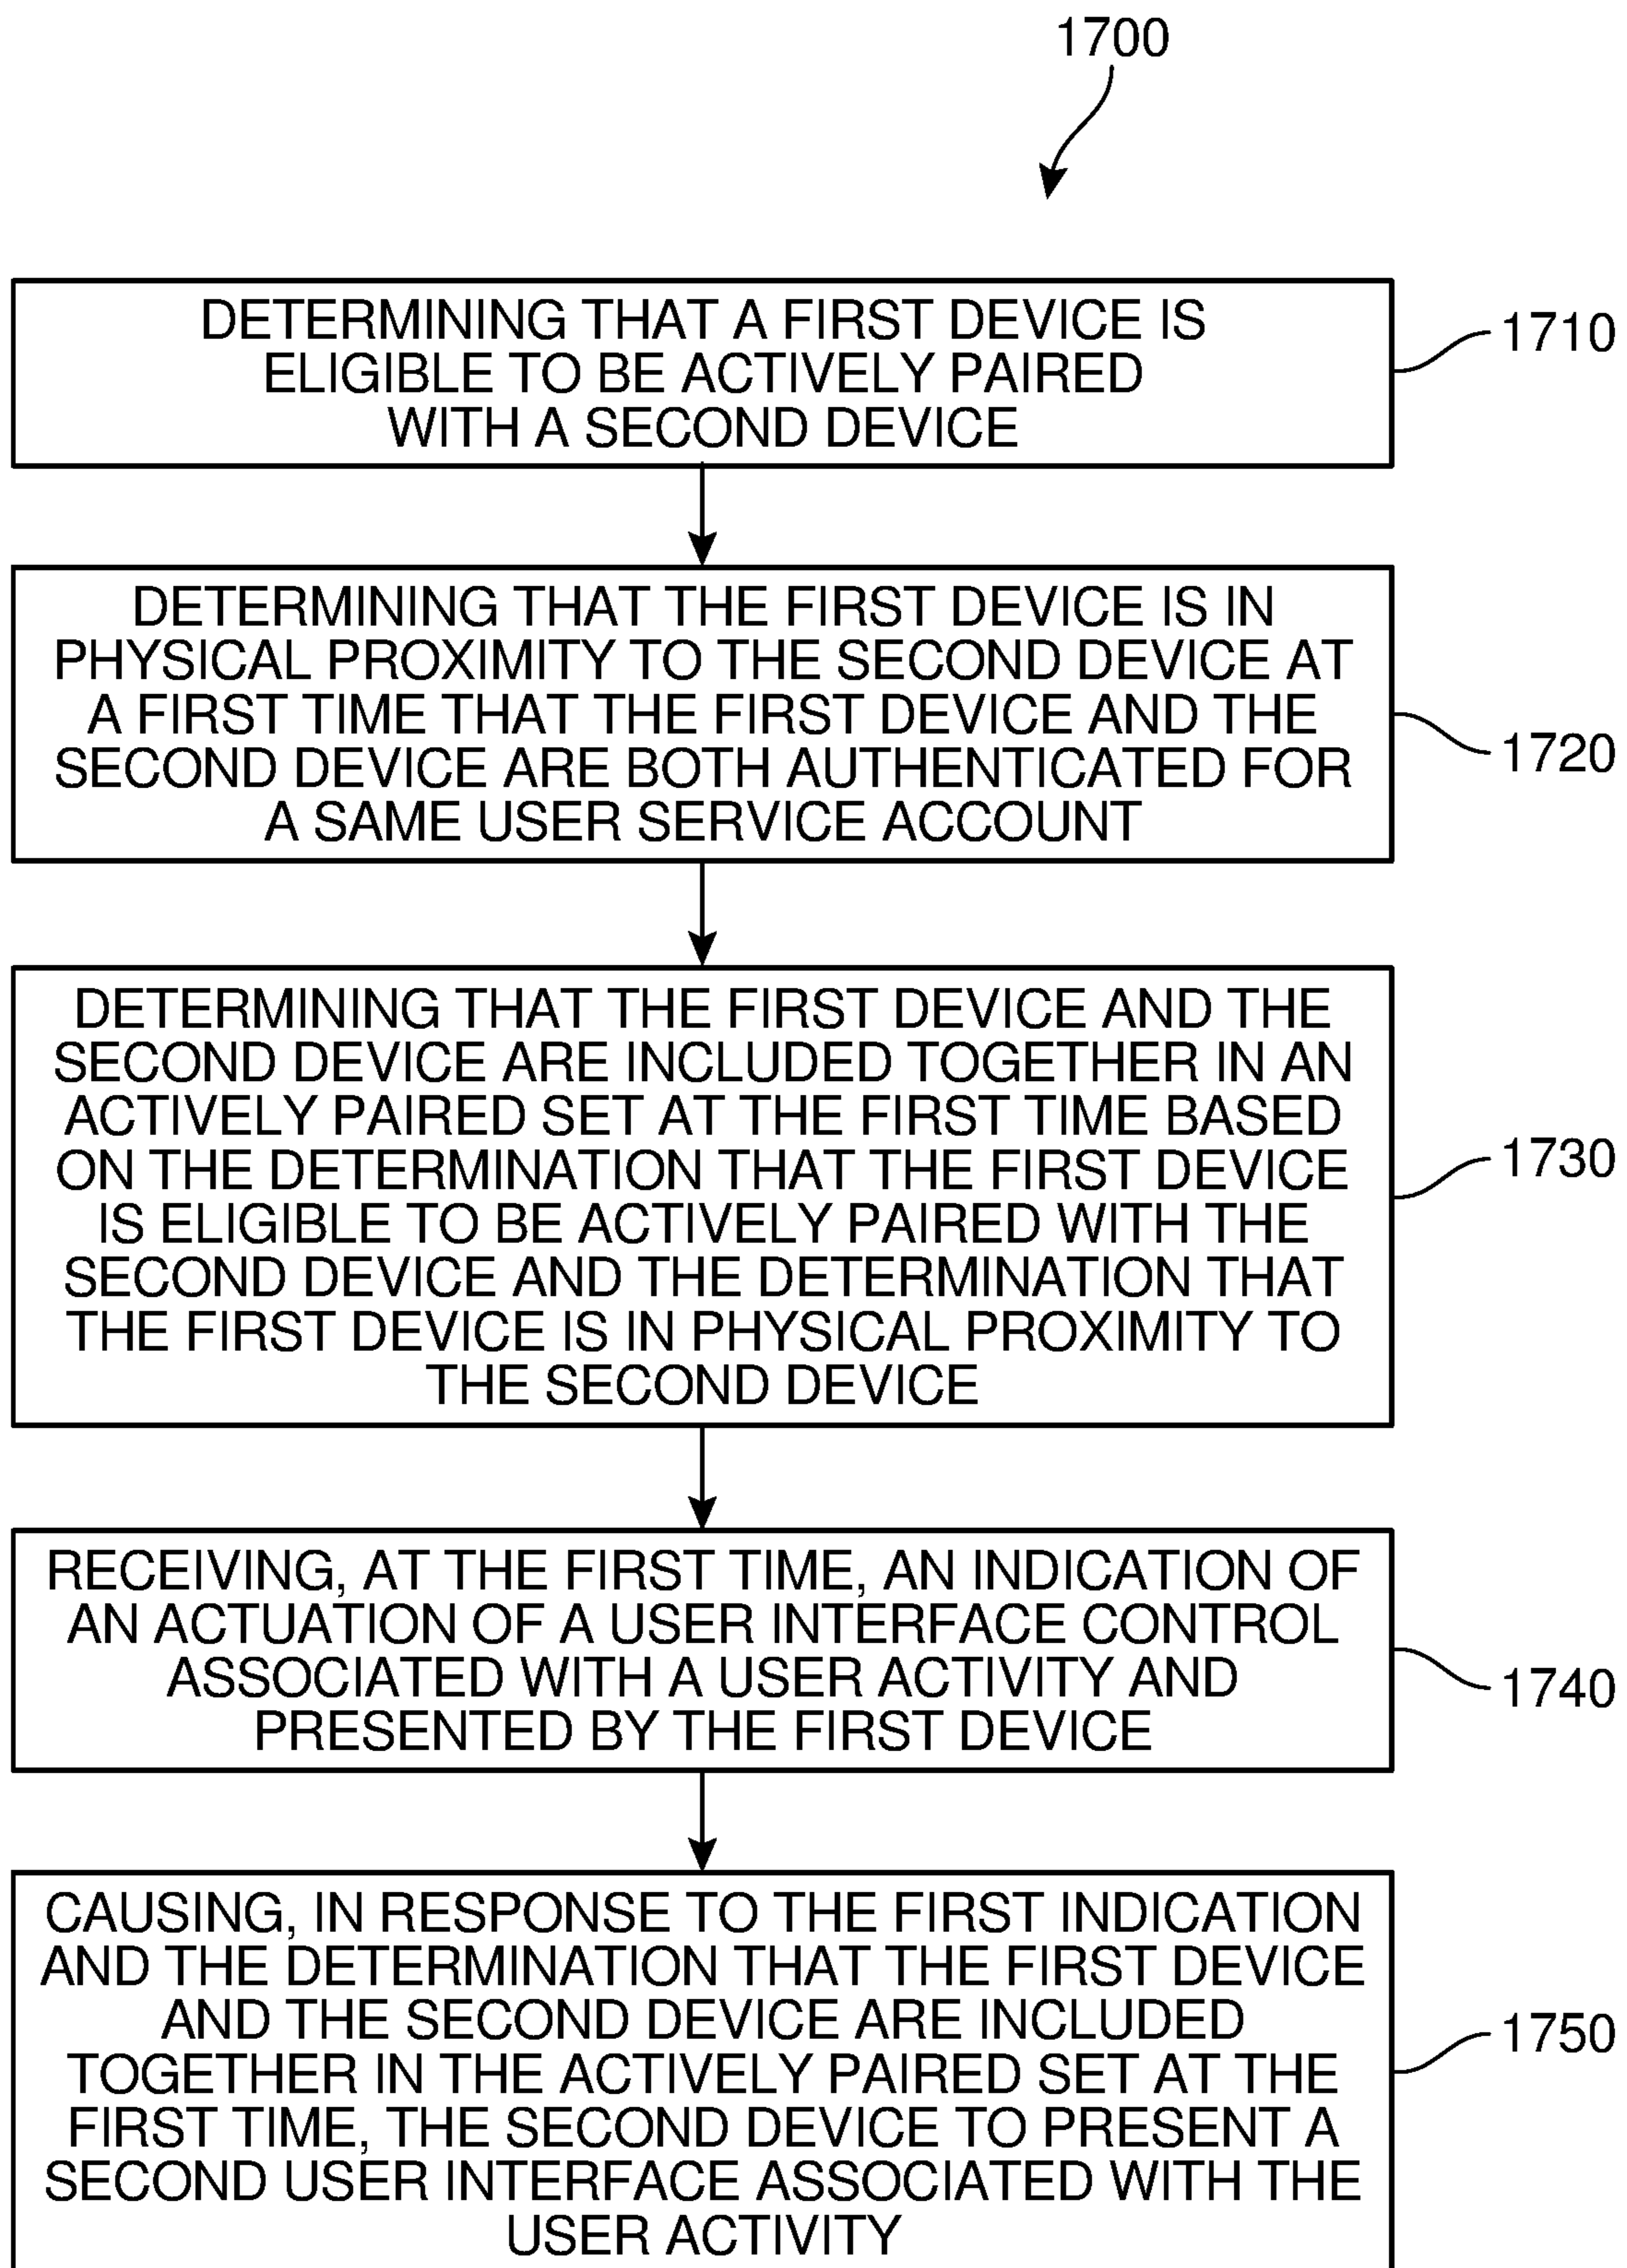 1700
DETERMINING THAT A FIRST DEVICE IS
ELIGIBLE TO BE ACTIVELY PAIRED
WITH A SECOND DEVICE
1710
DETERMINING THAT THE FIRST DEVICE IS IN
PHYSICAL PROXIMITY TO THE SECOND DEVICE AT
A FIRST TIME THAT THE FIRST DEVICE AND THE
SECOND DEVICE ARE BOTH AUTHENTICATED FOR
A SAME USER SERVICE ACCOUNT
1720
DETERMINING THAT THE FIRST DEVICE AND THE
SECOND DEVICE ARE INCLUDED TOGETHER IN AN
ACTIVELY PAIRED SET AT THE FIRST TIME BASED
ON THE DETERMINATION THAT THE FIRST DEVICE
IS ELIGIBLE TO BE ACTIVELY PAIRED WITH THE
SECOND DEVICE AND THE DETERMINATION THAT
THE FIRST DEVICE IS IN PHYSICAL PROXIMITY TO
THE SECOND DEVICE
1730
RECEIVING, AT THE FIRST TIME, AN INDICATION OF
AN ACTUATION OF A USER INTERFACE CONTROL
ASSOCIATED WITH A USER ACTIVITY AND
PRESENTED BY THE FIRST DEVICE
1740
CAUSING, IN RESPONSE TO THE FIRST INDICATION
AND THE DETERMINATION THAT THE FIRST DEVICE
AND THE SECOND DEVICE ARE INCLUDED
TOGETHER IN THE ACTIVELY PAIRED SET AT THE
FIRST TIME, THE SECOND DEVICE TO PRESENT A
SECOND USER INTERFACE ASSOCIATED WITH THE
USER ACTIVITY
1750